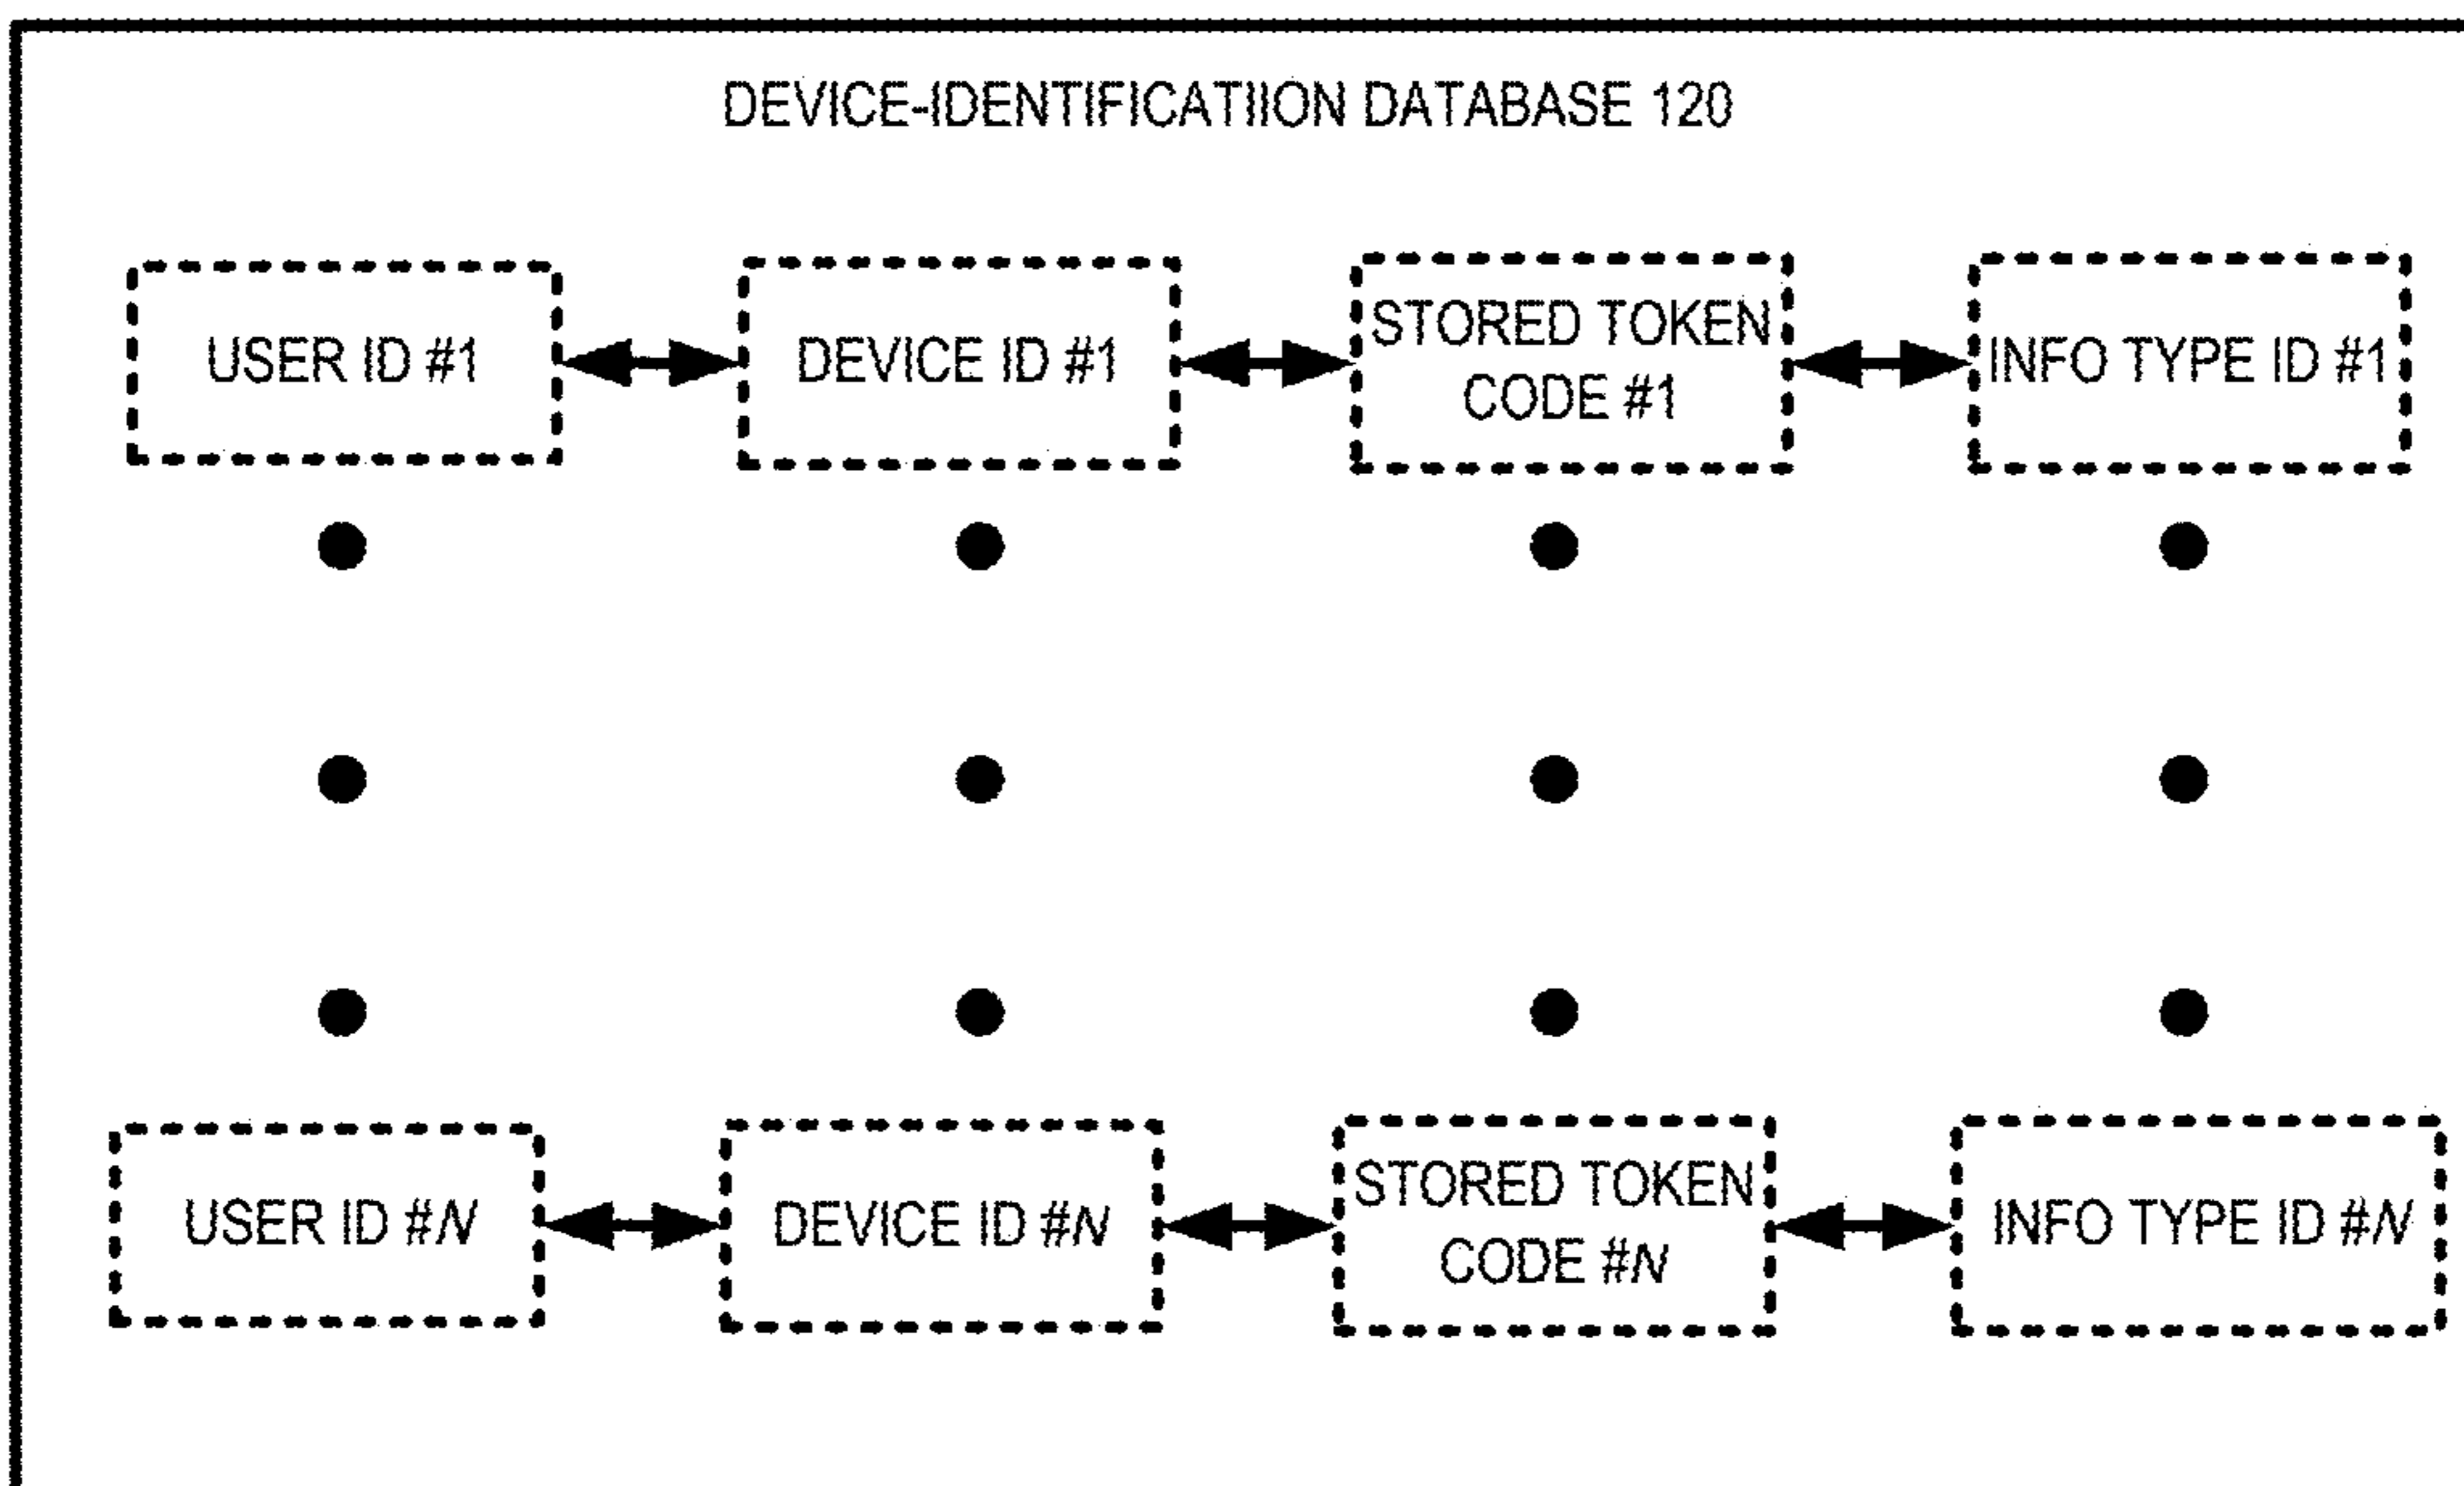 DEVICE-IDENTIFICATIION DATABASE 120
USER ID #1
DEVICE ID #1
STORED TOKEN
CODE #1
INFO TYPE ID #1
USER ID #N
DEVICE ID #N
STORED TOKEN
CODE #N
INFO TYPE ID #N